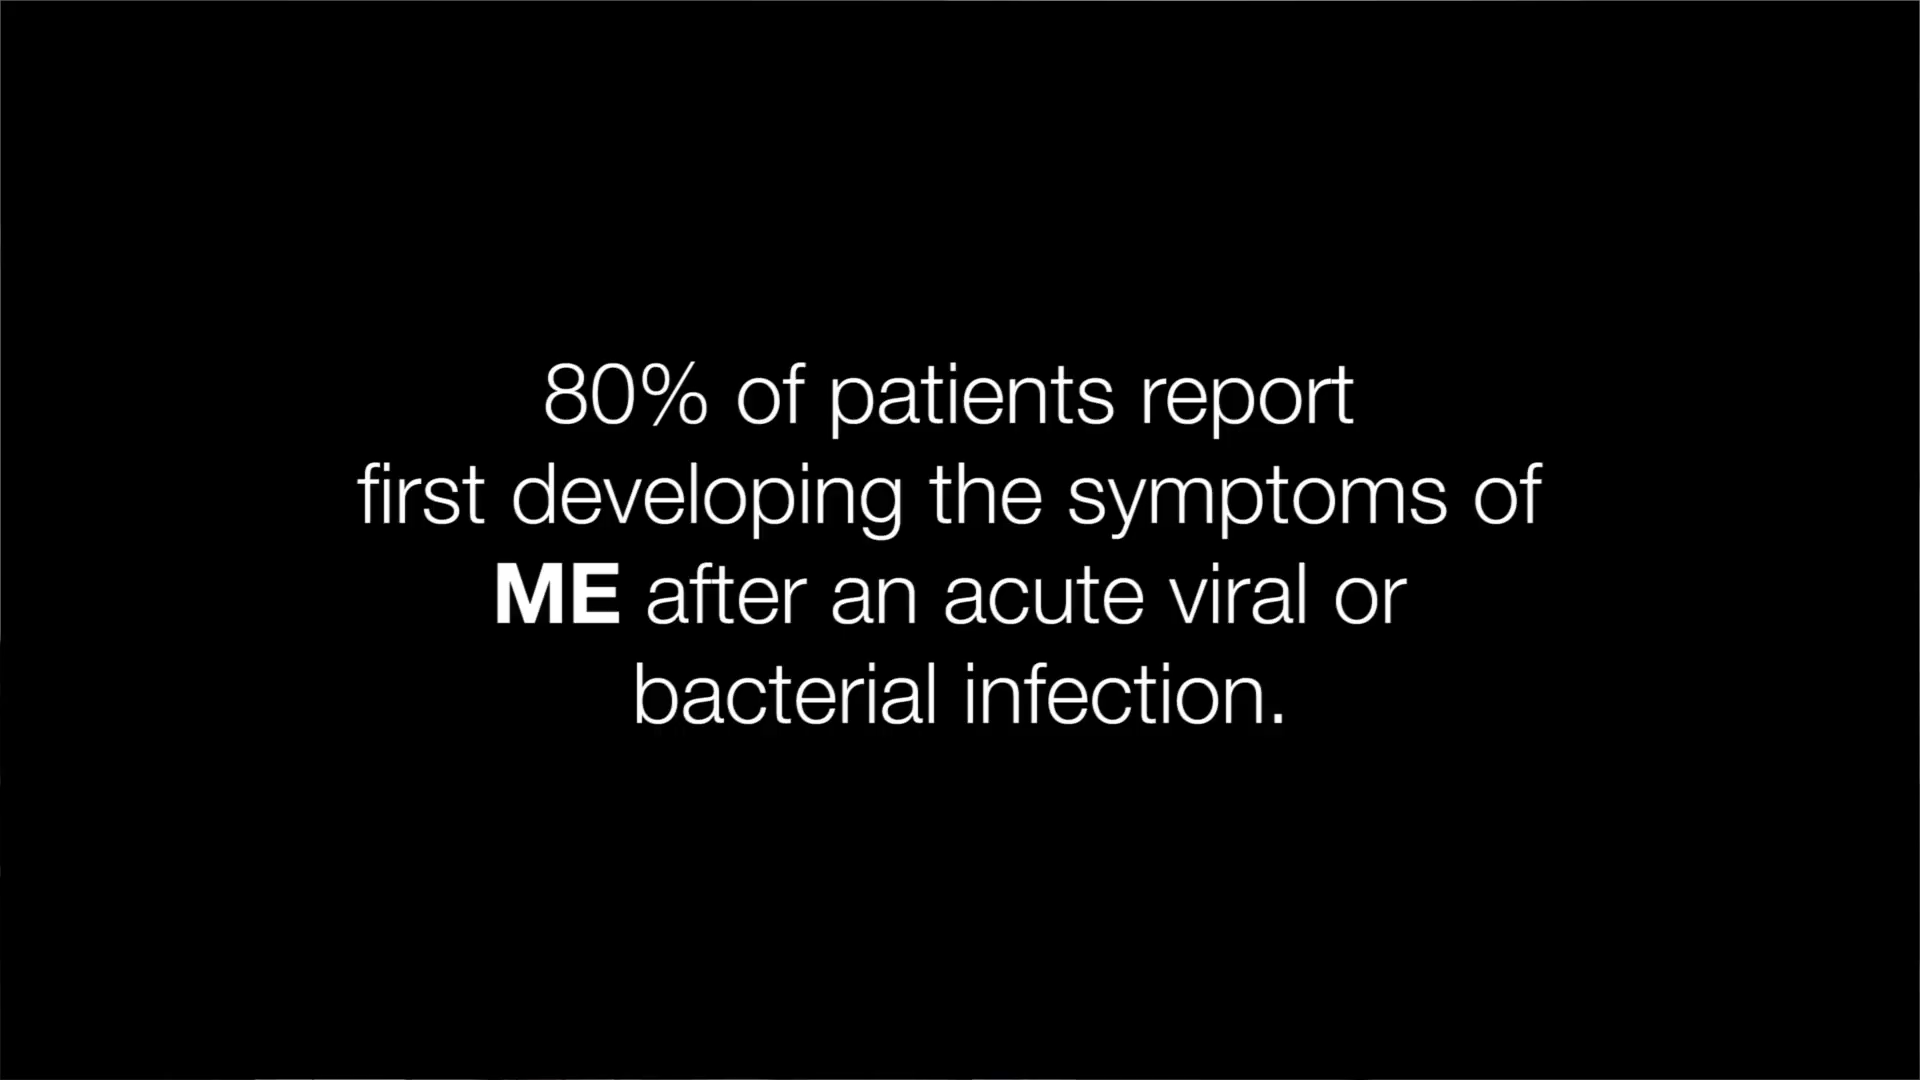 80% of patients report
first developing the symptoms of
ME after an acute viral or
bacterial infection.